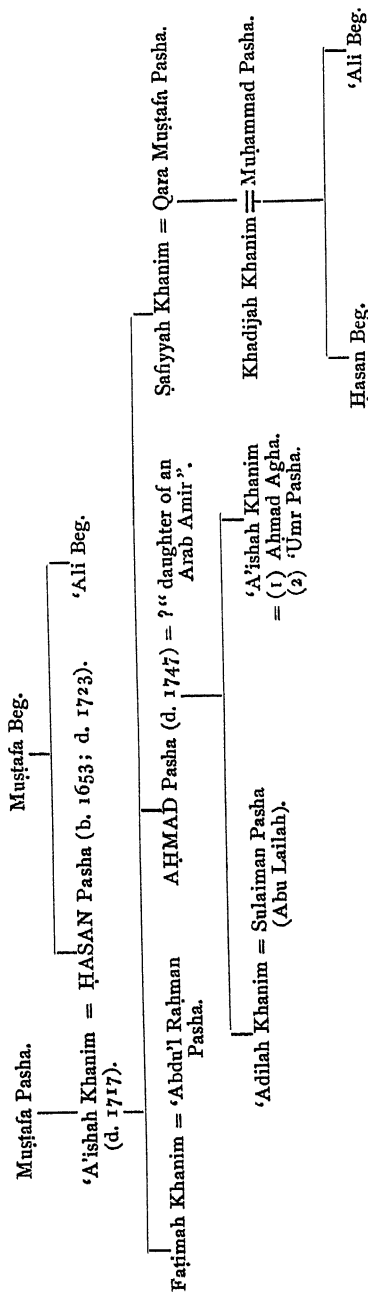 Muṣṭafa Pasha.
Muṣṭafa Beg.
‘A’ishah Khanim = ḤASAN Pasha (b. 1653; d. 1723).
(d. 1717).
‘Ali Beg.
Faṭimah Khanim = ‘Abdu’l Raḥman
Pasha.
AḤMAD Pasha (d. 1747) = ? “daughter of an
Arab Amir”.
Ṣafiyyah Khanim = Qara Muṣṭafa Pasha.
‘Adilah Khanim = Sulaiman Pasha
(Abu Lailah).
‘A’ishah Khanim
= (1) Aḥmad Agha.
(2) ‘Umr Pasha.
Khadijah Khanim = Muḥammad Pasha.
Ḥasan Beg.
‘Ali Beg.